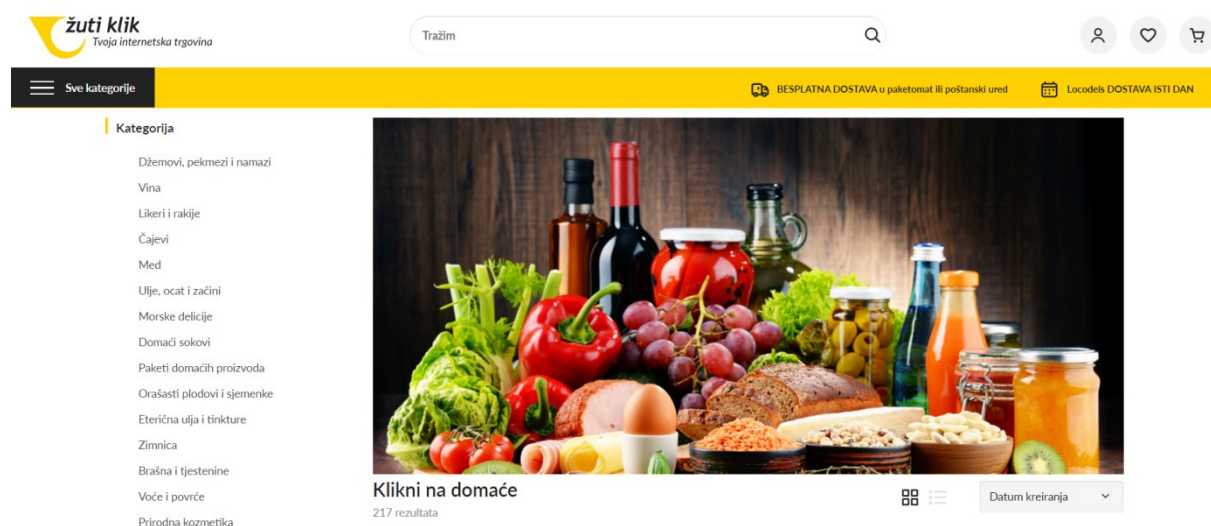 žuti klik
Tvoja internetska trgovina
Tražim
Sve kategorije
BESPLATNA DOSTAVA u paketomat ili poštanski ured
Locodels DOSTAVA ISTI DAN
Kategorija
Džemovi, pekmezi i namazi
Vina
Likeri i rakije
Čajevi
Med
Ulje, ocat i začini
Morske delicije
Domaći sokovi
Paketi domaćih proizvoda
Orašasti plodovi i sjemenke
Eterična ulja i tinkture
Zimnica
Brašna i tjestenine
Voće i povrće
Prirodna kozmetika
Klikni na domaće
217 rezultata
Datum kreiranja